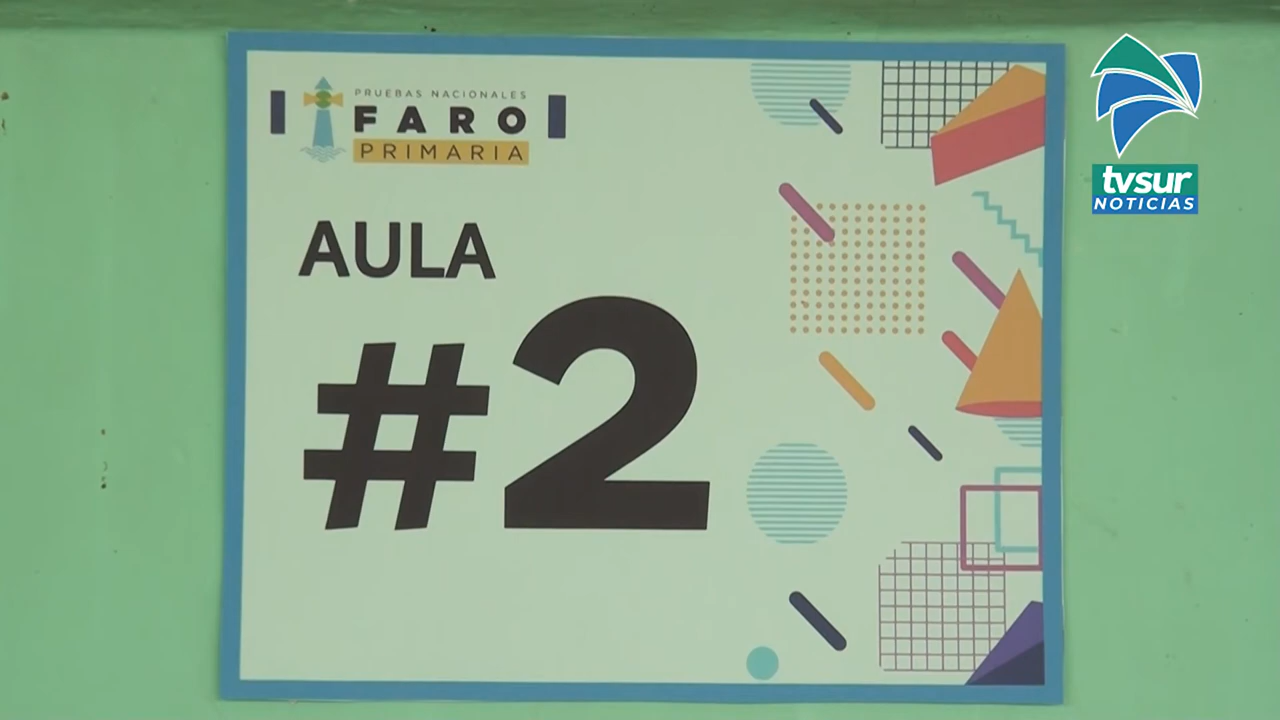 PRUEBAS NACIONALES
FARO
PRIMARIA
AULA
#2
tvsur
NOTICIAS